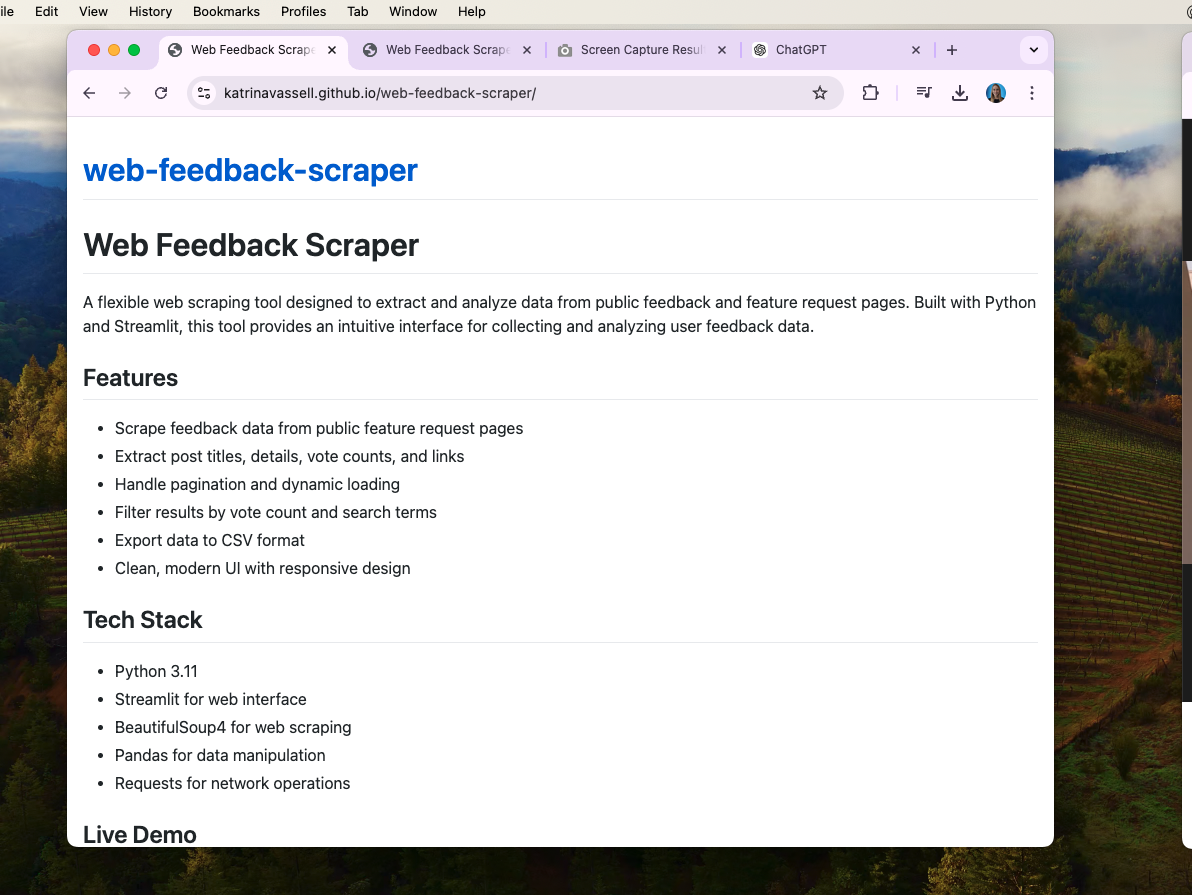 ile Edit View History Bookmarks Profiles Tab Window Help
Web Feedback Scrape Web Feedback Scrape Screen Capture Resul ChatGPT
katrinavassell.github.io/web-feedback-scraper/
web-feedback-scraper
Web Feedback Scraper
A flexible web scraping tool designed to extract and analyze data from public feedback and feature request pages. Built with Python
and Streamlit, this tool provides an intuitive interface for collecting and analyzing user feedback data.
Features
• Scrape feedback data from public feature request pages
• Extract post titles, details, vote counts, and links
• Handle pagination and dynamic loading
• Filter results by vote count and search terms
• Export data to CSV format
• Clean, modern UI with responsive design
Tech Stack
• Python 3.11
• Streamlit for web interface
• BeautifulSoup4 for web scraping
• Pandas for data manipulation
• Requests for network operations
Live Demo